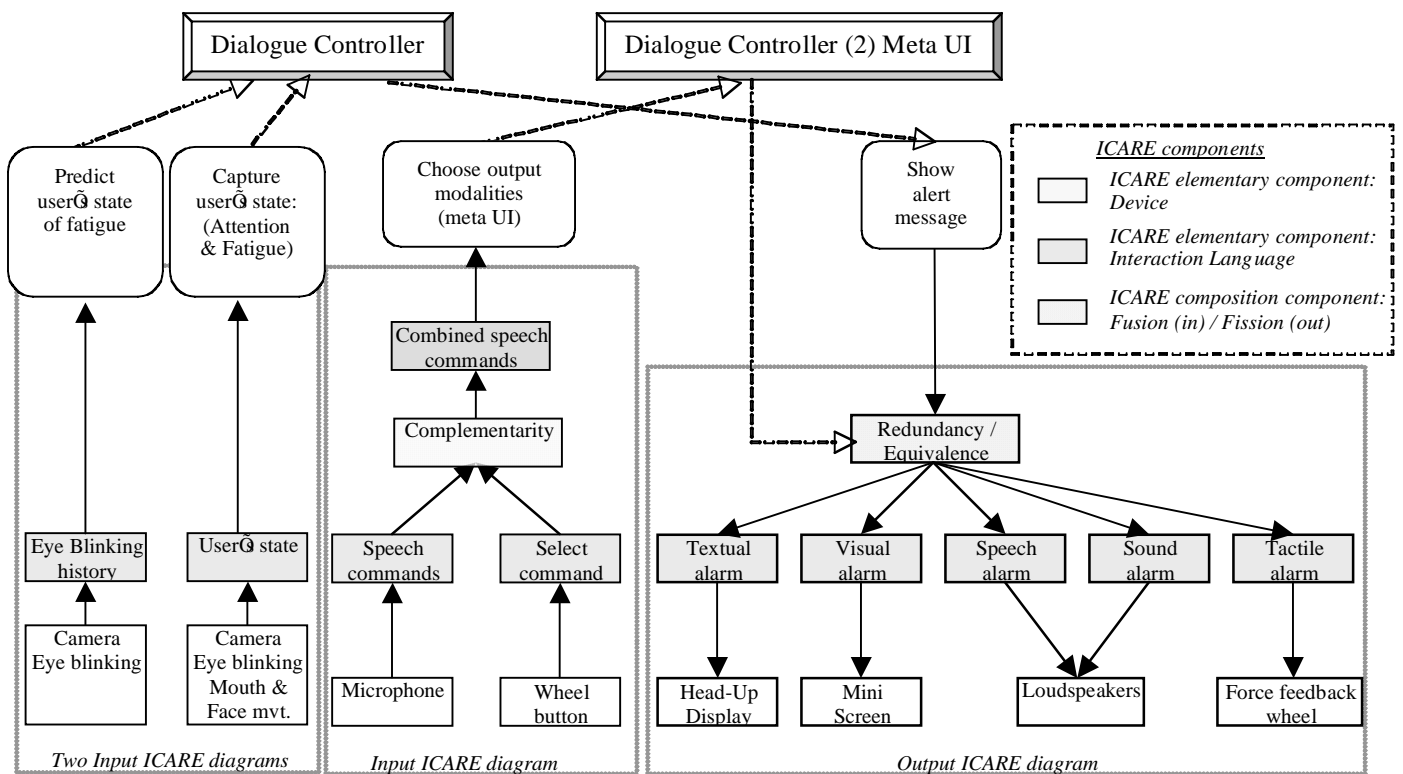 Dialogue Controller
Dialogue Controller (2) Meta UI
Predict
userÕs state
of fatigue
Capture
userÕs state:
(Attention
& Fatigue)
Choose output
modalities
(meta UI)
Show
alert
message
ICARE components
ICARE elementary component:
Device
ICARE elementary component:
Interaction Language
ICARE composition component:
Fusion (in) / Fission (out)
Combined speech
commands
Complementarity
Redundancy /
Equivalence
Eye Blinking
history
UserÕs state
Speech
commands
Select
command
Textual
alarm
Visual
alarm
Speech
alarm
Sound
alarm
Tactile
alarm
Camera
Eye blinking
Camera
Eye blinking
Mouth &
Face mvt.
Microphone
Wheel
button
Head-Up
Display
Mini
Screen
Loudspeakers
Force feedback
wheel
Two Input ICARE diagrams
Input ICARE diagram
Output ICARE diagram